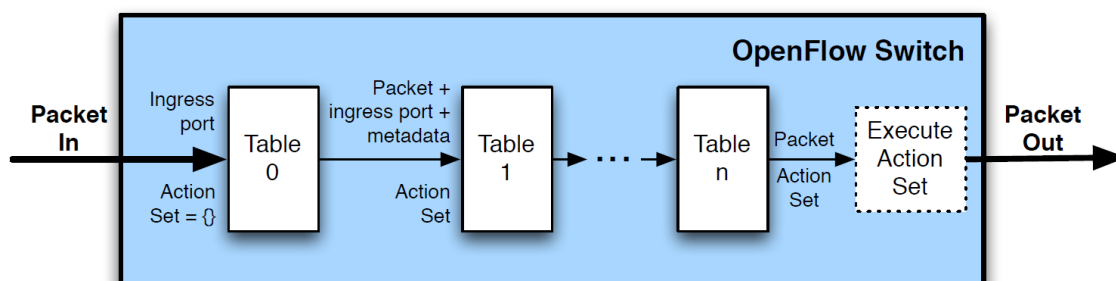 OpenFlow Switch
Packet
In
Ingress
port
Action
Set = {}
Table
0
Packet +
ingress port +
metadata
Action
Set
Table
1
...
Table
n
Packet
Action
Set
Execute
Action
Set
Packet
Out